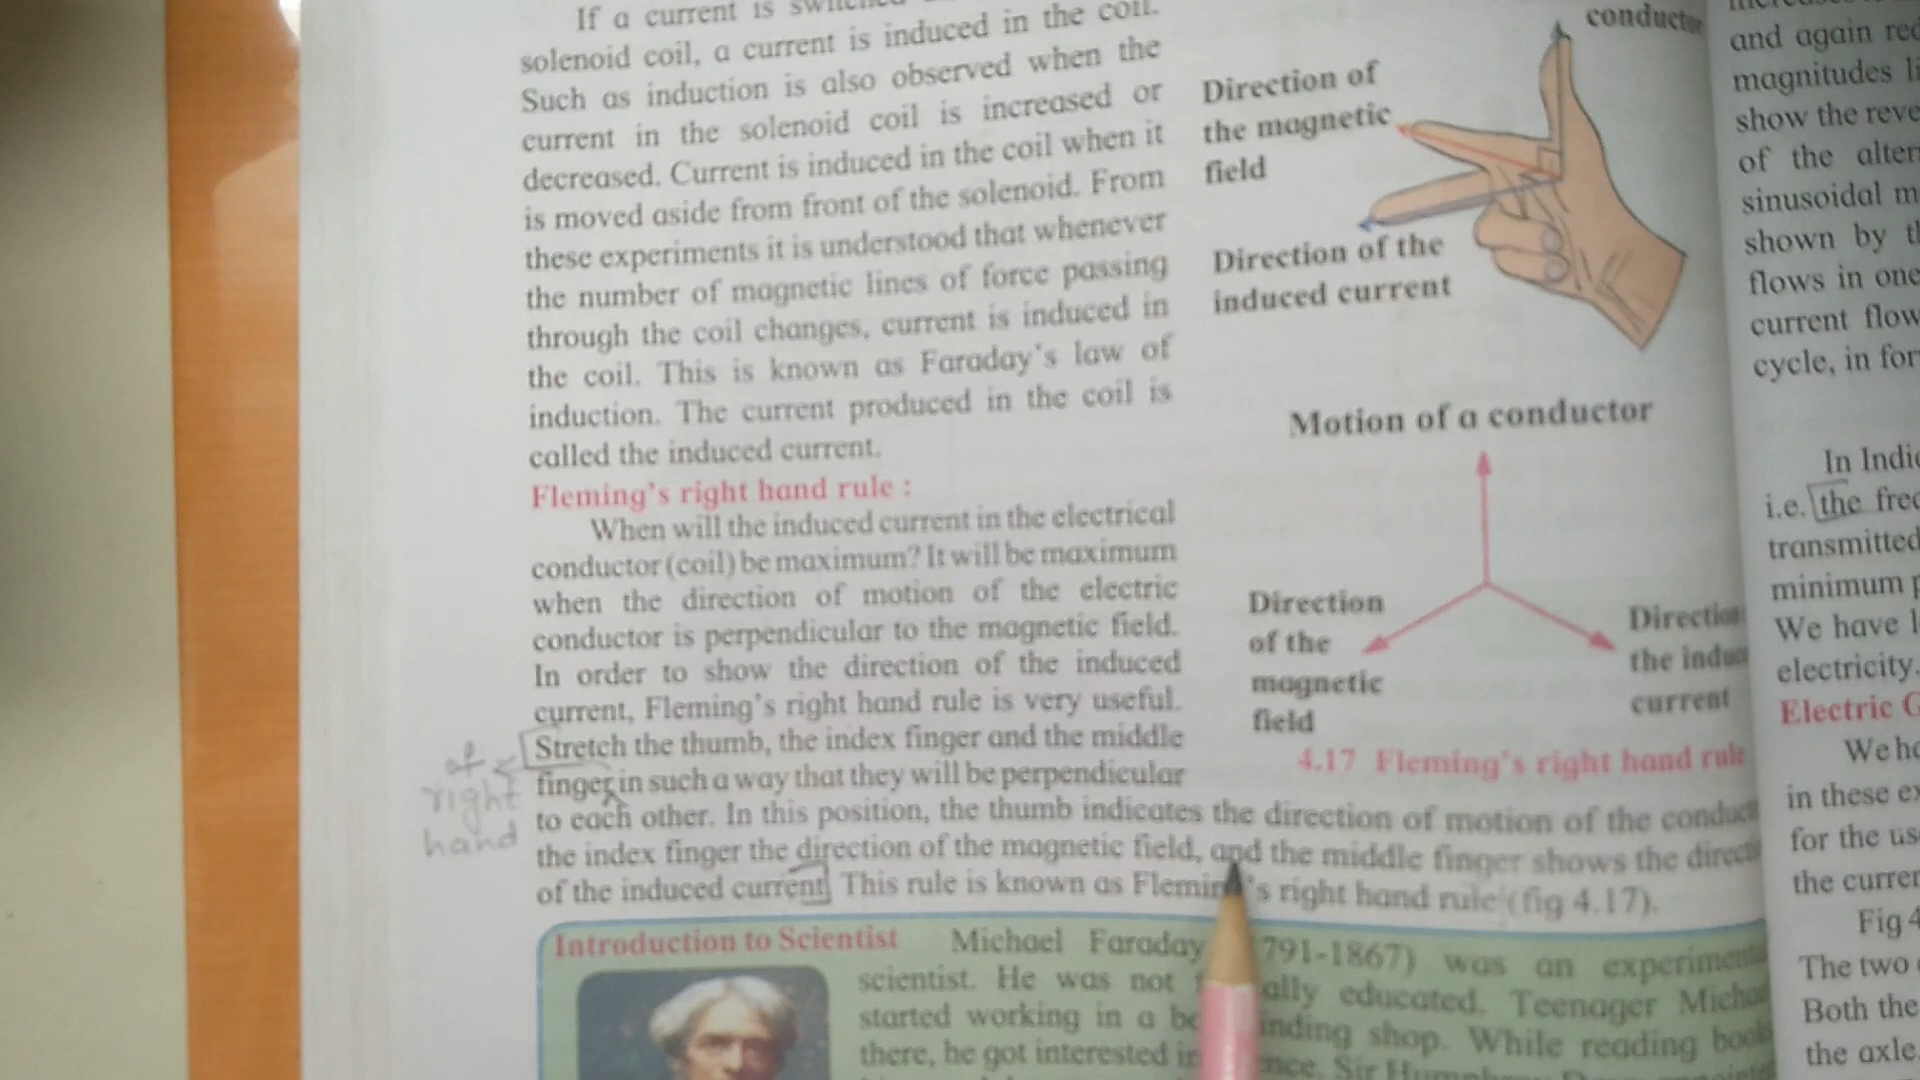 If a current is
solenoid coil, a current is induced in the coil.
Such as induction is also observed when the
current in the solenoid coil is increased or
decreased. Current is induced in the coil when it
is moved aside from front of the solenoid. From
these experiments it is understood that whenever
the number of magnetic lines of force passing
through the coil changes, current is induced in
the coil. This is known as Faraday's law of
induction. The current produced in the coil is
called the induced current.
Fleming's right hand rule :
When will the induced current in the electrical
conductor (coil) be maximum? It will be maximum
when the direction of motion of the electric
conductor is perpendicular to the magnetic field.
In order to show the direction of the induced
current, Fleming's right hand rule is very useful.
Stretch the thumb, the index finger and the middle
finger in such a way that they will be perpendicular
to each other. In this position, the thumb indicates the direction of motion of the
the index finger the direction of the magnetic field, and the middle finger shows the
of the induced current. This rule is known as 's right hand rule (fig 4.17).
of
right
hand
conductor
Direction of
the magnetic
field
Direction of the
induced current
Motion of a conductor
Direction
of the
magnetic
field
Direction
the
current
4.17 Fleming's right hand rule
Introduction to Scientist
Michael Faraday 791-1867) was an
scientist. He was not educated. Teenager
started working in a shop. While reading
there, he got interested
and again
magnitudes
show the
of the
sinusoidal
shown by
flows in one
current
cycle, in
In
i.e. the
transmitted
minimum
We have
electricity.
Electric
We
in these
for the
the
Fig
The two
Both the
the axle.